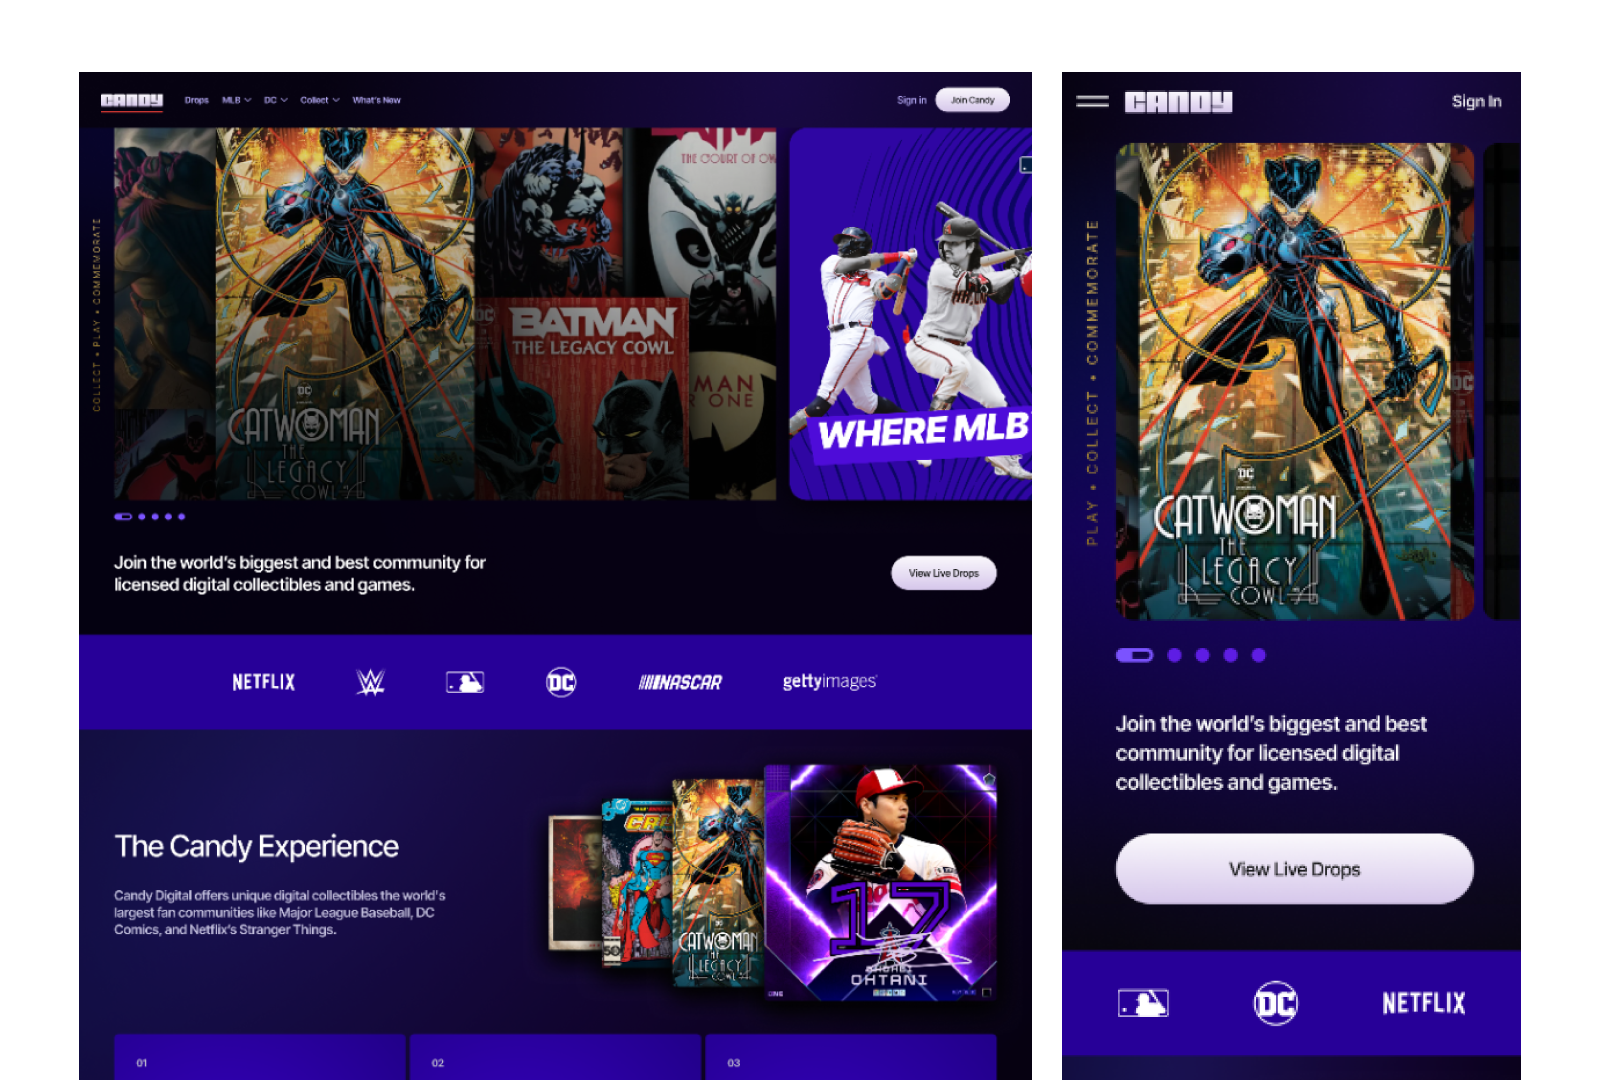 CANDY
Drops MLB DC Collect What's New
Sign in
Join Candy
COLLECT • PLAY • COMMEMORATE
THE COURT OF OW
DC
BATMAN
THE LEGACY COWL
MAN
R ONE
DC
CATWOMAN
THE
LEGACY
COWL
WHERE MLB
Join the world's biggest and best community for
licensed digital collectibles and games.
View Live Drops
NETFLIX
W
DC
NASCAR
gettyimages
The Candy Experience
Candy Digital offers unique digital collectibles the world's
largest fan communities like Major League Baseball, DC
Comics, and Netflix's Stranger Things.
CATWOMAN
THE
LEGACY
COWL
17
OHTANI
01
02
03
CANDY
Sign In
PLAY • COLLECT • COMMEMORATE
DC
DC
CATWOMAN
THE
LEGACY
COWL
Join the world's biggest and best
community for licensed digital
collectibles and games.
View Live Drops
DC
NETFLIX